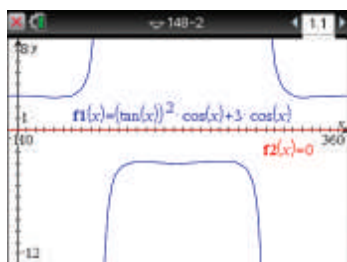 148-2
1.1
8
y
f1(x)=(tan(x))²·cos(x)+3·cos(x)
1
x
-10
360
f2(x)=0
-12